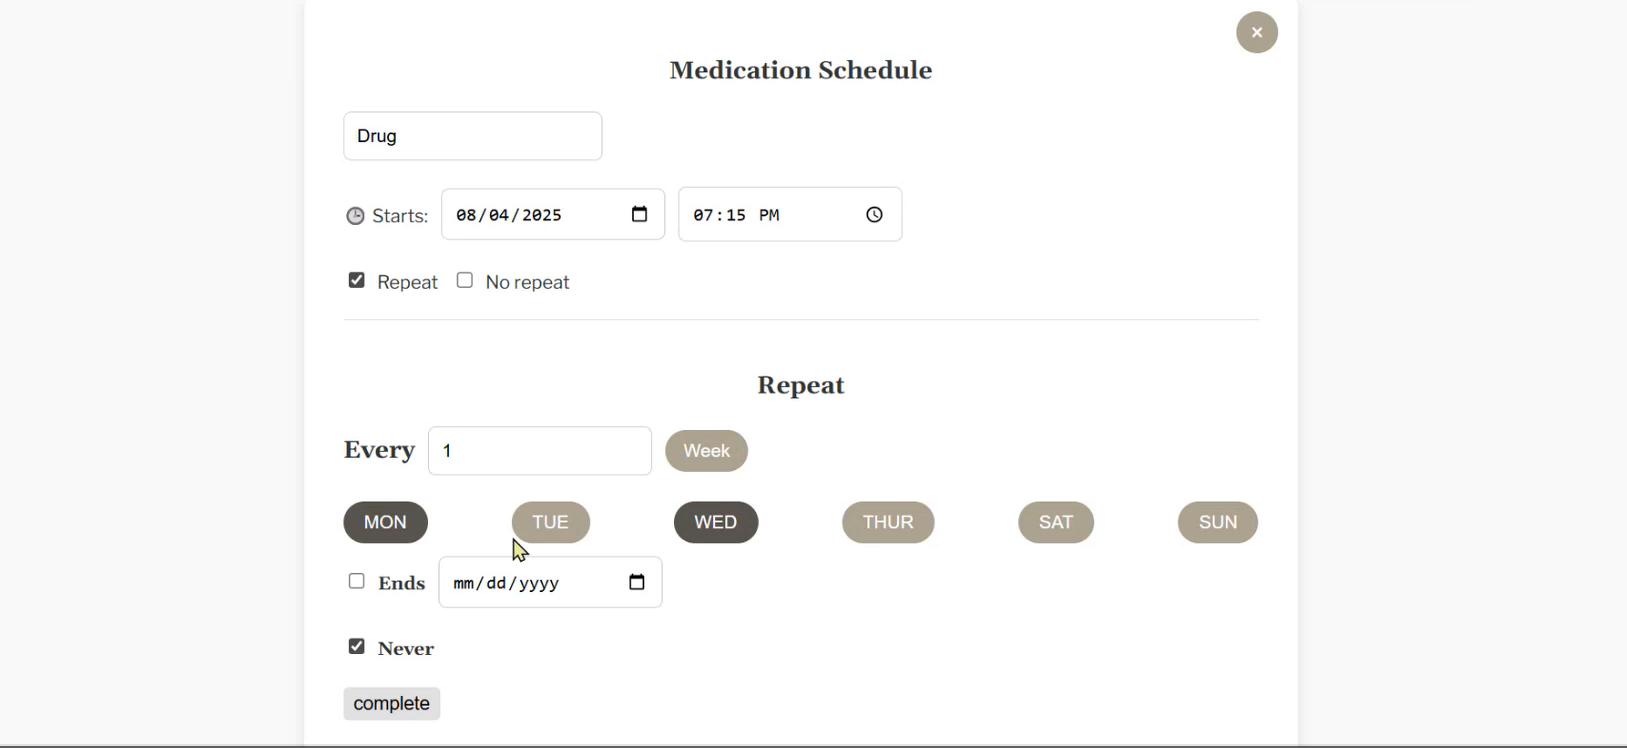 ×
Medication Schedule
Drug
Starts: 08/04/2025 07:15 PM
Repeat No repeat
Repeat
Every 1 Week
MON TUE WED THUR SAT SUN
Ends mm/dd/yyyy
Never
complete